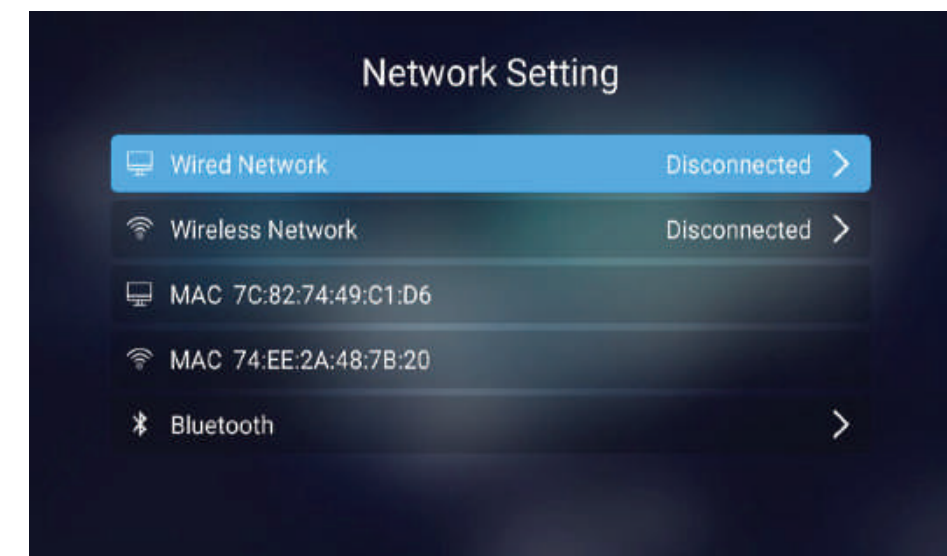 Network Setting
Wired Network Disconnected
Wireless Network Disconnected
MAC 7C:82:74:49:C1:D6
MAC 74:EE:2A:48:7B:20
Bluetooth